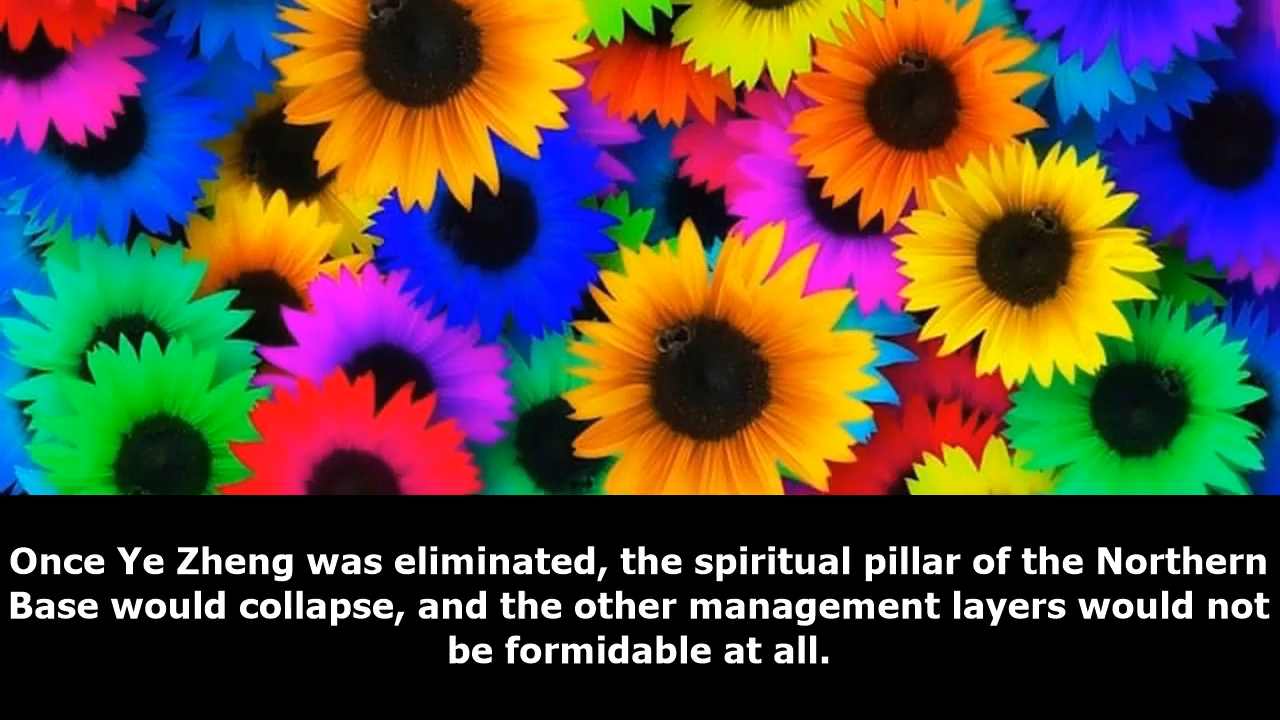 Once Ye Zheng was eliminated, the spiritual pillar of the Northern
Base would collapse, and the other management layers would not
be formidable at all.